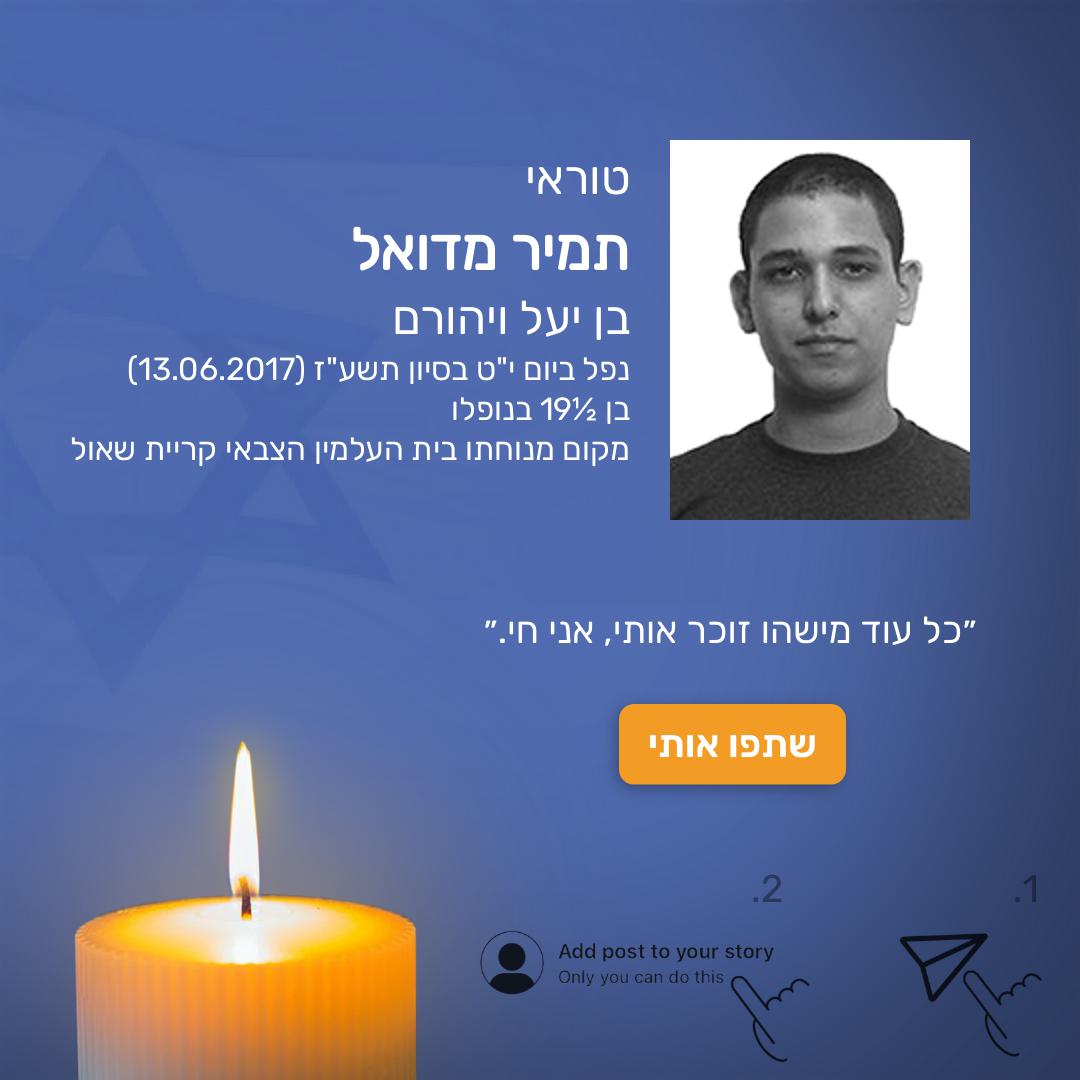 טוראי
תמיר מדואל
בן יעל ויהורם
נפל ביום י"ט בסיון תשע"ז (13.06.2017)
בן 19½ בנופלו
מקום מנוחתו בית העלמין הצבאי קריית שאול
״כל עוד מישהו זוכר אותי, אני חי.״
שתפו אותי
1.
2.
Add post to your story
Only you can do this